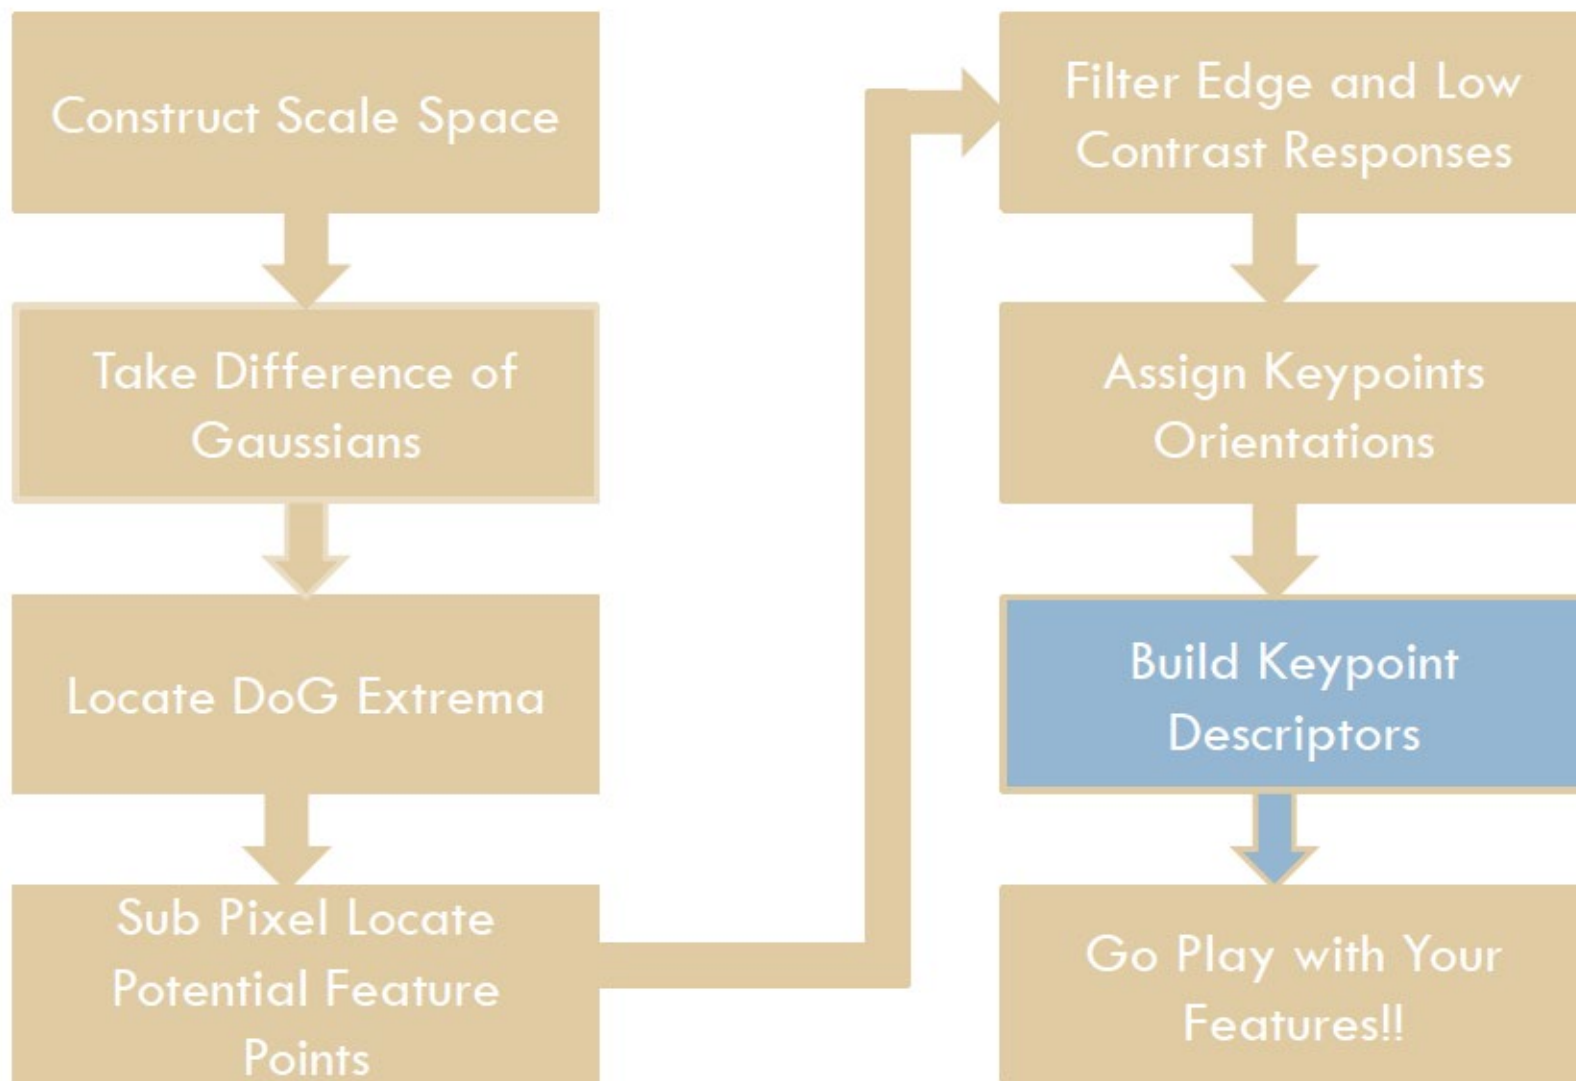 Construct Scale Space
Take Difference of
Gaussians
Locate DoG Extrema
Sub Pixel Locate
Potential Feature
Points
Filter Edge and Low
Contrast Responses
Assign Keypoints
Orientations
Build Keypoint
Descriptors
Go Play with Your
Features!!